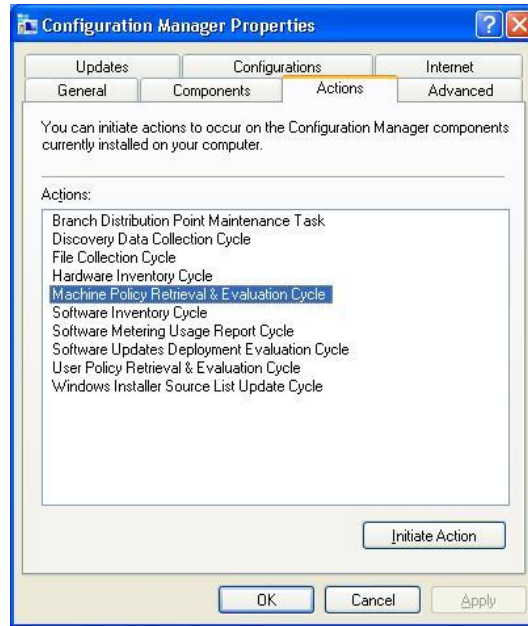 Configuration Manager Properties
Updates
Configurations
Internet
General
Components
Actions
Advanced
You can initiate actions to occur on the Configuration Manager components
currently installed on your computer.
Actions:
Branch Distribution Point Maintenance Task
Discovery Data Collection Cycle
File Collection Cycle
Hardware Inventory Cycle
Machine Policy Retrieval & Evaluation Cycle
Software Inventory Cycle
Software Metering Usage Report Cycle
Software Updates Deployment Evaluation Cycle
User Policy Retrieval & Evaluation Cycle
Windows Installer Source List Update Cycle
Initiate Action
OK
Cancel
Apply